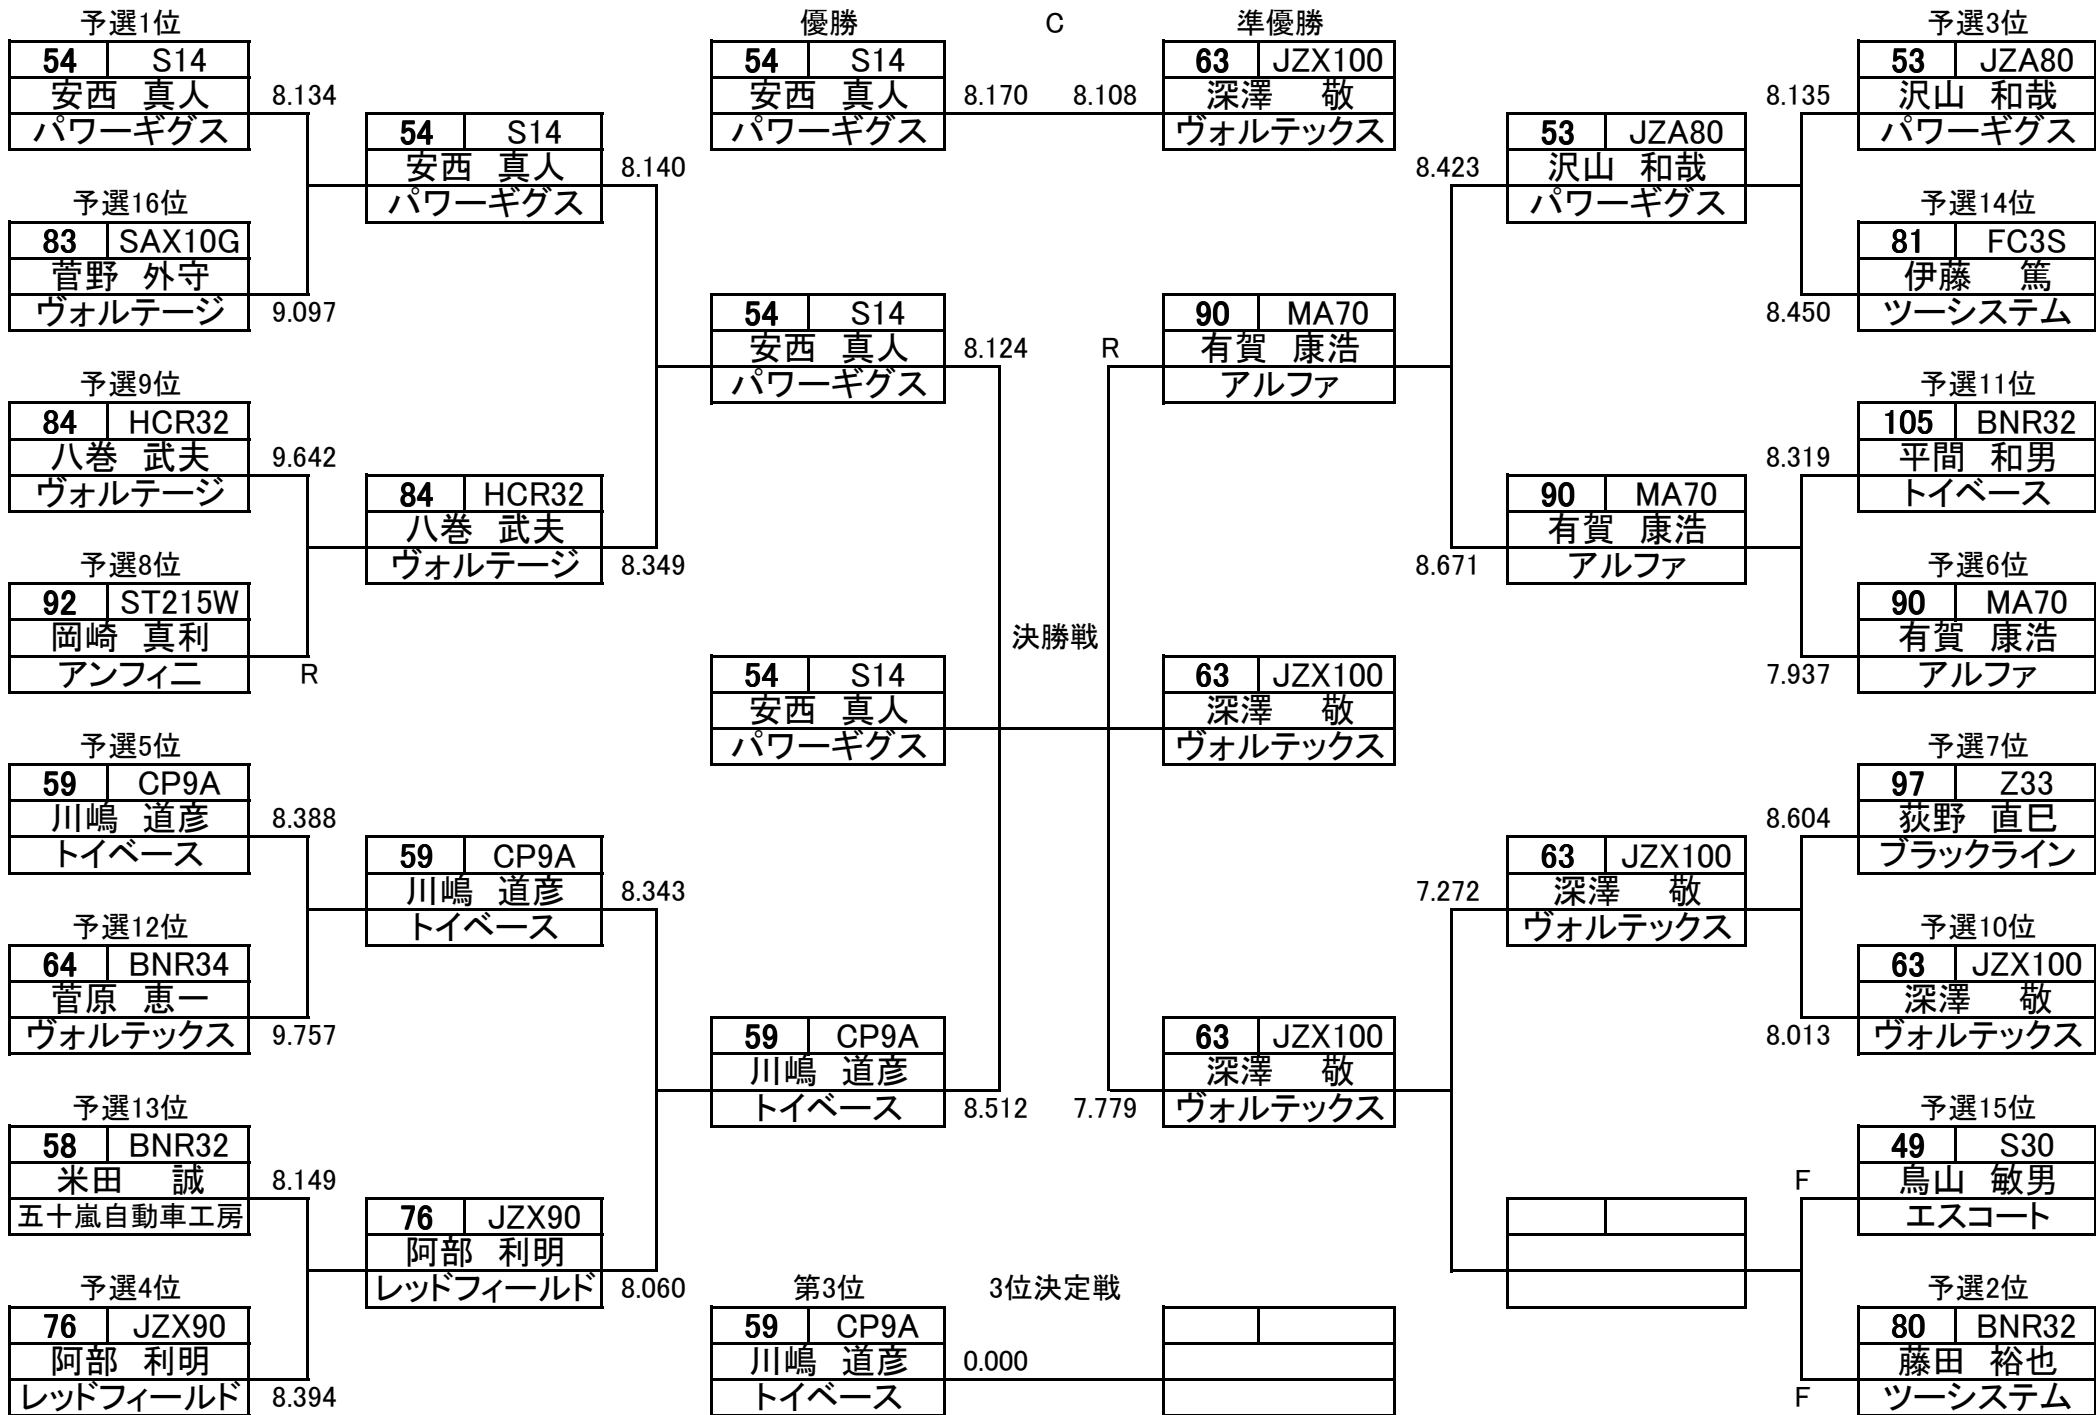 予選1位
54 S14
安西 真人 8.134
パワーギグス
予選16位
83 SAX10G
菅野 外守
ヴォルテージ 9.097
予選9位
84 HCR32
八巻 武夫 9.642
ヴォルテージ
予選8位
92 ST215W
岡崎 真利
アンフィニ R
予選5位
59 CP9A
川嶋 道彦 8.388
トイベース
予選12位
64 BNR34
菅原 恵一
ヴォルテックス 9.757
予選13位
58 BNR32
米田 誠 8.149
五十嵐自動車工房
予選4位
76 JZX90
阿部 利明
レッドフィールド 8.394
54 S14
安西 真人 8.140
パワーギグス
84 HCR32
八巻 武夫
ヴォルテージ 8.349
59 CP9A
川嶋 道彦 8.343
トイベース
76 JZX90
阿部 利明
レッドフィールド 8.060
優勝 C 準優勝
54 S14 63 JZX100
安西 真人 8.170 8.108 深澤 敬
パワーギグス ヴォルテックス
54 S14 90 MA70
安西 真人 8.124 R 有賀 康浩
パワーギグス アルファ
決勝戦
54 S14 63 JZX100
安西 真人 深澤 敬
パワーギグス ヴォルテックス
59 CP9A 63 JZX100
川嶋 道彦 深澤 敬
トイベース 8.512 7.779 ヴォルテックス
第3位 3位決定戦
59 CP9A
川嶋 道彦 0.000
トイベース
53 JZA80
8.423 沢山 和哉
パワーギグス
90 MA70
有賀 康浩
8.671 アルファ
63 JZX100
7.272 深澤 敬
ヴォルテックス
予選3位
53 JZA80
8.135 沢山 和哉
パワーギグス
予選14位
81 FC3S
伊藤 篤
8.450 ツーシステム
予選11位
105 BNR32
8.319 平間 和男
トイベース
予選6位
90 MA70
有賀 康浩
7.937 アルファ
予選7位
97 Z33
8.604 荻野 直巳
ブラックライン
予選10位
63 JZX100
深澤 敬
8.013 ヴォルテックス
予選15位
49 S30
F 鳥山 敏男
エスコート
予選2位
80 BNR32
藤田 裕也
F ツーシステム